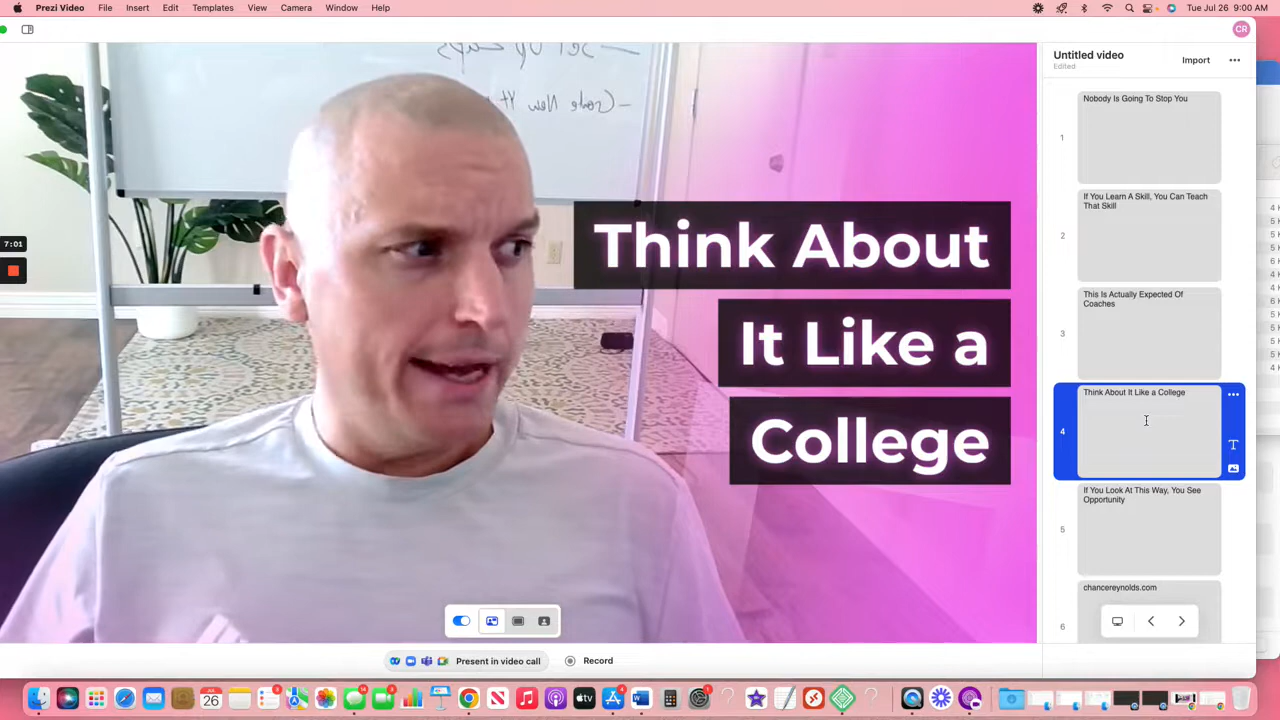 Prezi Video File Insert Edit Templates View Camera Window Help
Tue Jul 26 9:00 AM
CR
Untitled video
Edited
Import
7:01
Think About
It Like a
College
1
Nobody Is Going To Stop You
2
If You Learn A Skill, You Can Teach
That Skill
3
This Is Actually Expected Of
Coaches
4
Think About It Like a College
5
If You Look At This Way, You See
Opportunity
6
chancereynolds.com
Present in video call
Record